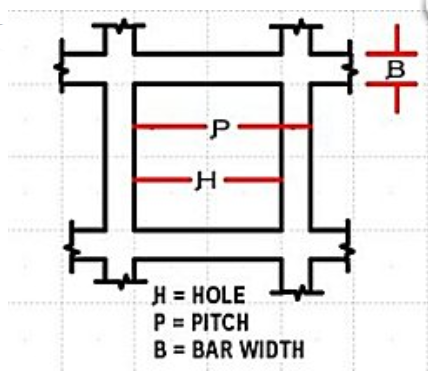 B
P
H
H = HOLE
P = PITCH
B = BAR WIDTH